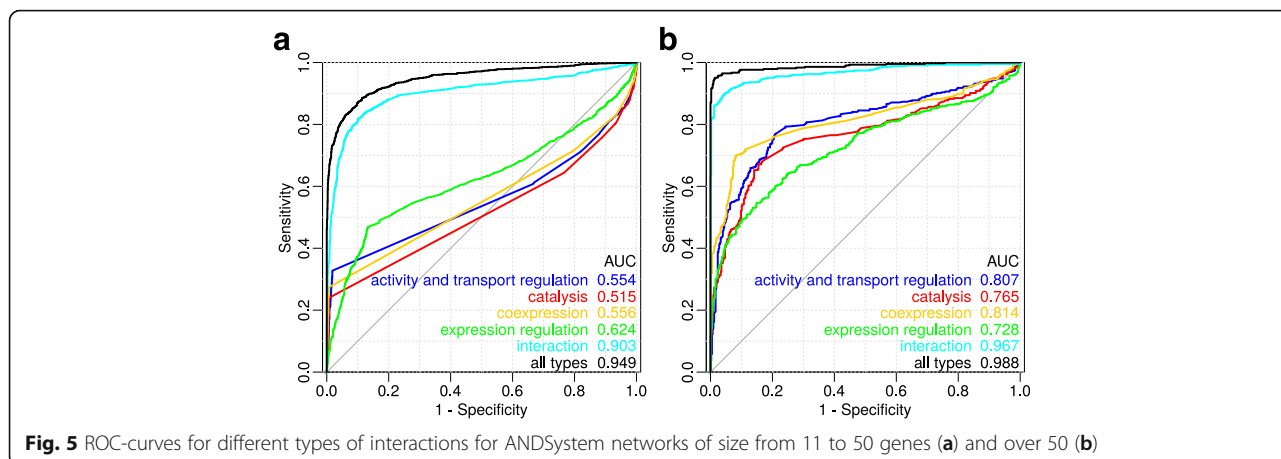 a
b
Sensitivity
1.0
0.8
0.6
0.4
0.2
0.0
AUC
activity and transport regulation 0.554
catalysis 0.515
coexpression 0.556
expression regulation 0.624
interaction 0.903
all types 0.949
0.0 0.2 0.4 0.6 0.8 1.0
1 - Specificity
Sensitivity
1.0
0.8
0.6
0.4
0.2
0.0
AUC
activity and transport regulation 0.807
catalysis 0.765
coexpression 0.814
expression regulation 0.728
interaction 0.967
all types 0.988
0.0 0.2 0.4 0.6 0.8 1.0
1 - Specificity
Fig. 5 ROC-curves for different types of interactions for ANDSystem networks of size from 11 to 50 genes (a) and over 50 (b)